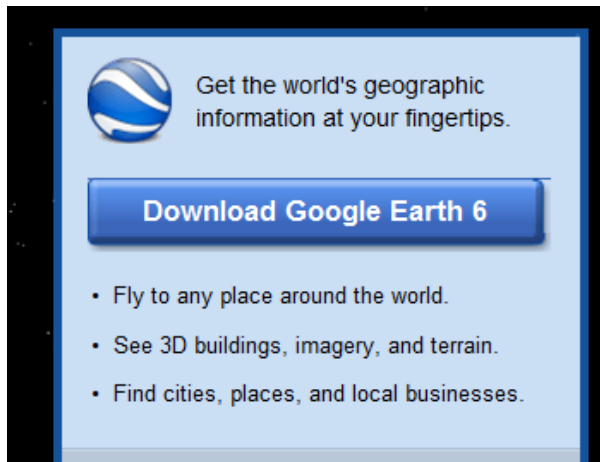 Get the world's geographic
information at your fingertips.
Download Google Earth 6
• Fly to any place around the world.
• See 3D buildings, imagery, and terrain.
• Find cities, places, and local businesses.